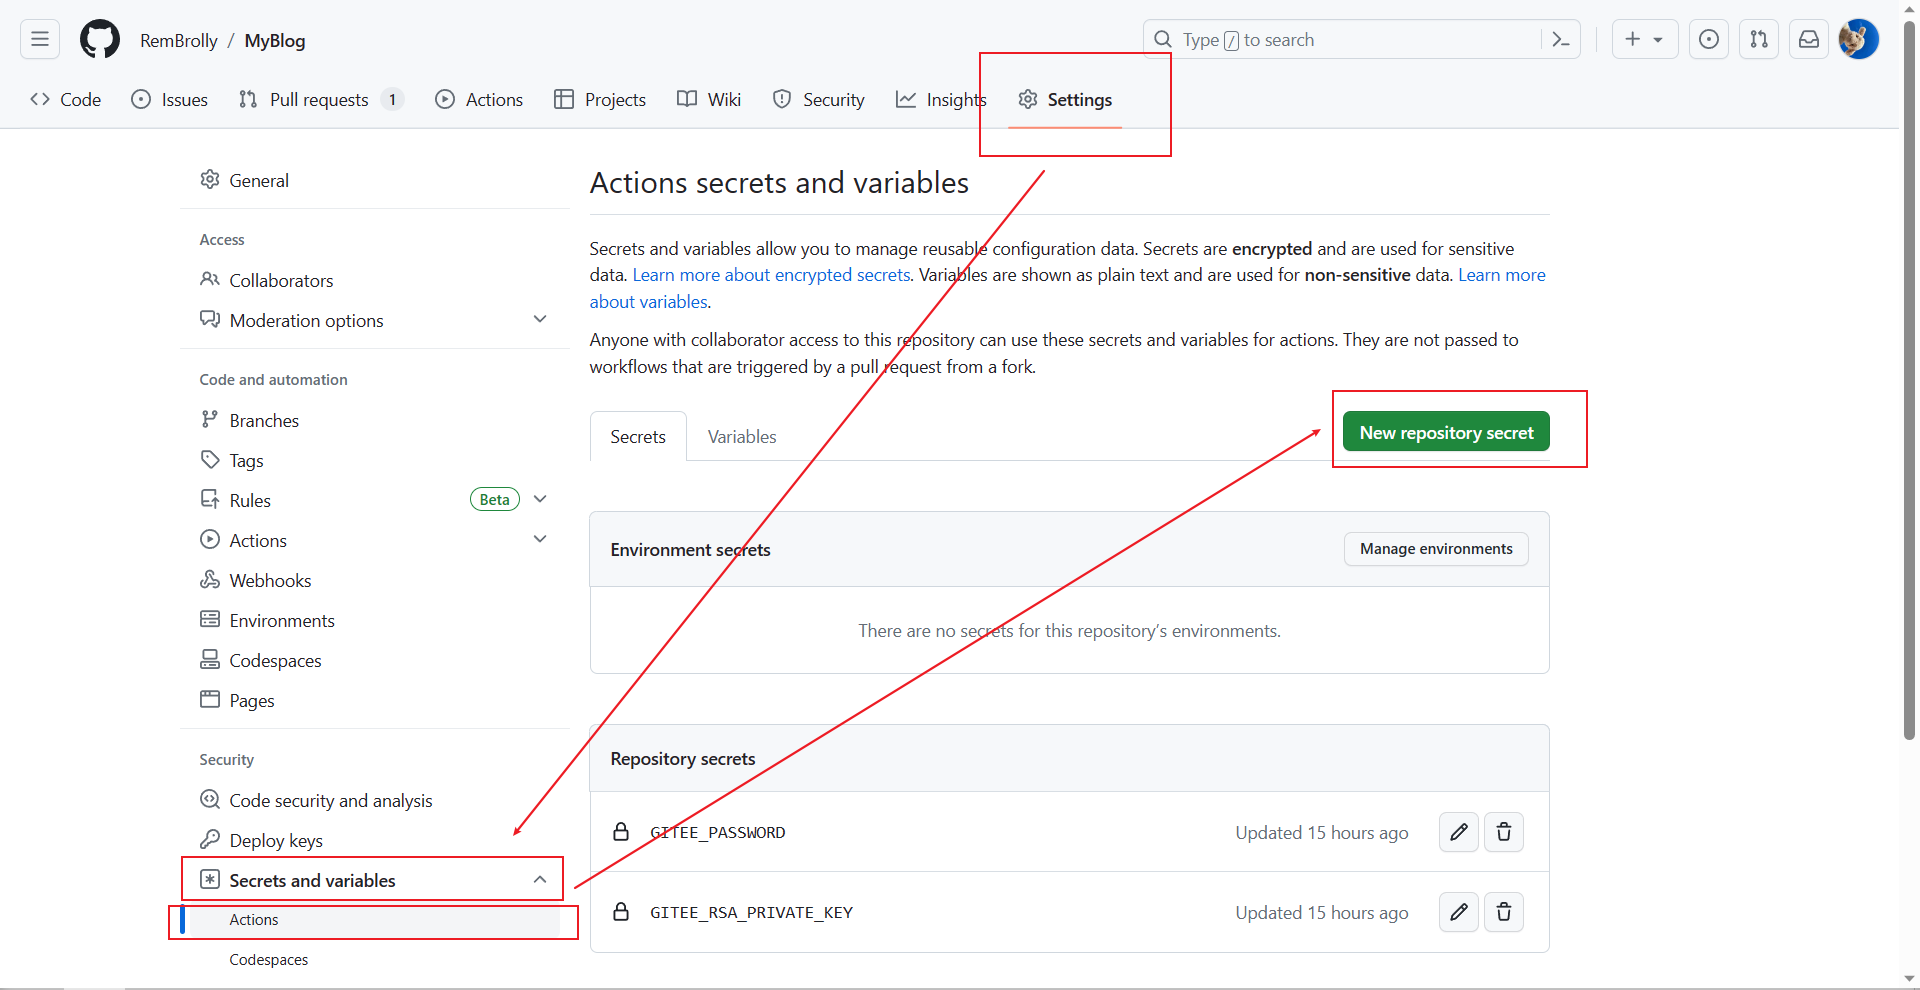 RemBrolly / MyBlog
Type / to search
Code
Issues
Pull requests 1
Actions
Projects
Wiki
Security
Insights
Settings
General
Access
Collaborators
Moderation options
Code and automation
Branches
Tags
Rules Beta
Actions
Webhooks
Environments
Codespaces
Pages
Security
Code security and analysis
Deploy keys
Secrets and variables
Actions
Codespaces
Actions secrets and variables
Secrets and variables allow you to manage reusable configuration data. Secrets are encrypted and are used for sensitive
data. Learn more about encrypted secrets. Variables are shown as plain text and are used for non-sensitive data. Learn more
about variables.
Anyone with collaborator access to this repository can use these secrets and variables for actions. They are not passed to
workflows that are triggered by a pull request from a fork.
Secrets
Variables
New repository secret
Environment secrets
Manage environments
There are no secrets for this repository's environments.
Repository secrets
GITEE_PASSWORD Updated 15 hours ago
GITEE_RSA_PRIVATE_KEY Updated 15 hours ago